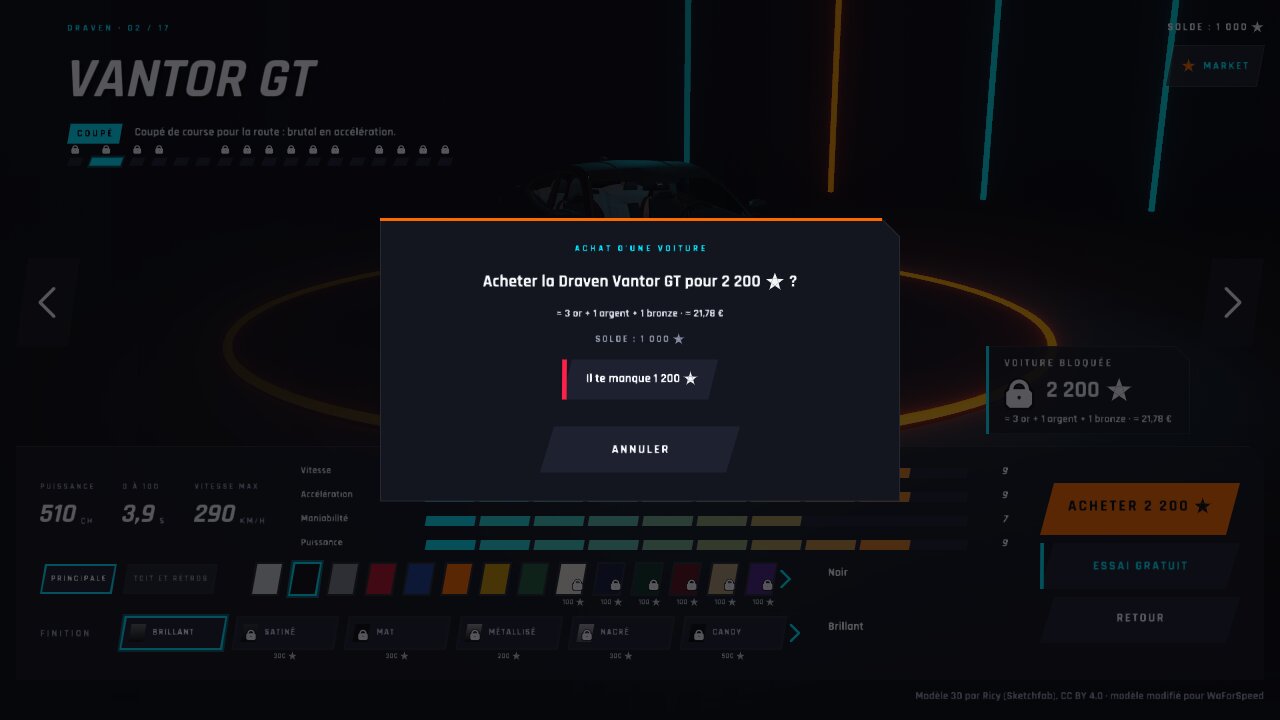 DRAVEN · 02 / 17
SOLDE : 1 000 ★
VANTOR GT
★ MARKET
COUPÉ
Coupé de course pour la route : brutal en accélération.
ACHAT D'UNE VOITURE
Acheter la Draven Vantor GT pour 2 200 ★ ?
≈ 3 or + 1 argent + 1 bronze · ≈ 21,78 €
SOLDE : 1 000 ★
Il te manque 1 200 ★
ANNULER
VOITURE BLOQUÉE
2 200 ★
≈ 3 or + 1 argent + 1 bronze · ≈ 21,78 €
PUISSANCE
0 À 100
VITESSE MAX
510 CH
3,9 S
290 KM/H
Vitesse 9
Accélération 9
Maniabilité 7
Puissance 9
ACHETER 2 200 ★
ESSAI GRATUIT
RETOUR
PRINCIPALE
TOIT ET RÉTROS
100 ★ 100 ★ 100 ★ 100 ★ 100 ★ 100 ★
Noir
FINITION
BRILLANT
SATINÉ
MAT
MÉTALLISÉ
NACRÉ
CANDY
300 ★ 300 ★ 200 ★ 300 ★ 500 ★
Brillant
Modèle 3D par Ricy (Sketchfab), CC BY 4.0 · modèle modifié pour WaForSpeed